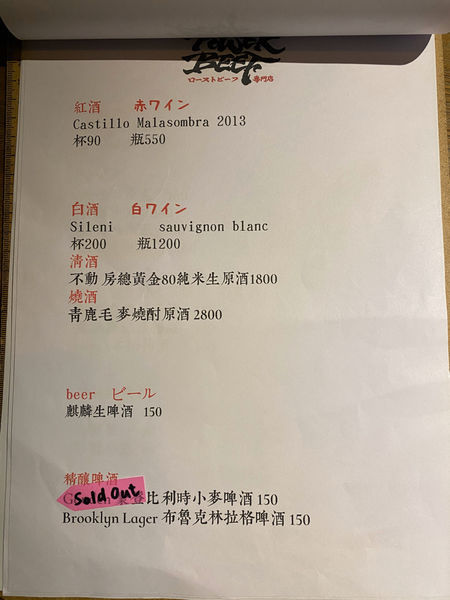 POWER
BEEF
ローストビーフ 専門店
紅酒 赤ワイン
Castillo Malasombra 2013
杯90 瓶550
白酒 白ワイン
Sileni sauvignon blanc
杯200 瓶1200
清酒
不動 房總黃金80純米生原酒1800
燒酒
青鹿毛 麥燒酎原酒 2800
beer ビール
麒麟生啤酒 150
精釀啤酒
Sold Out 登比利時小麥啤酒 150
Brooklyn Lager 布魯克林拉格啤酒 150